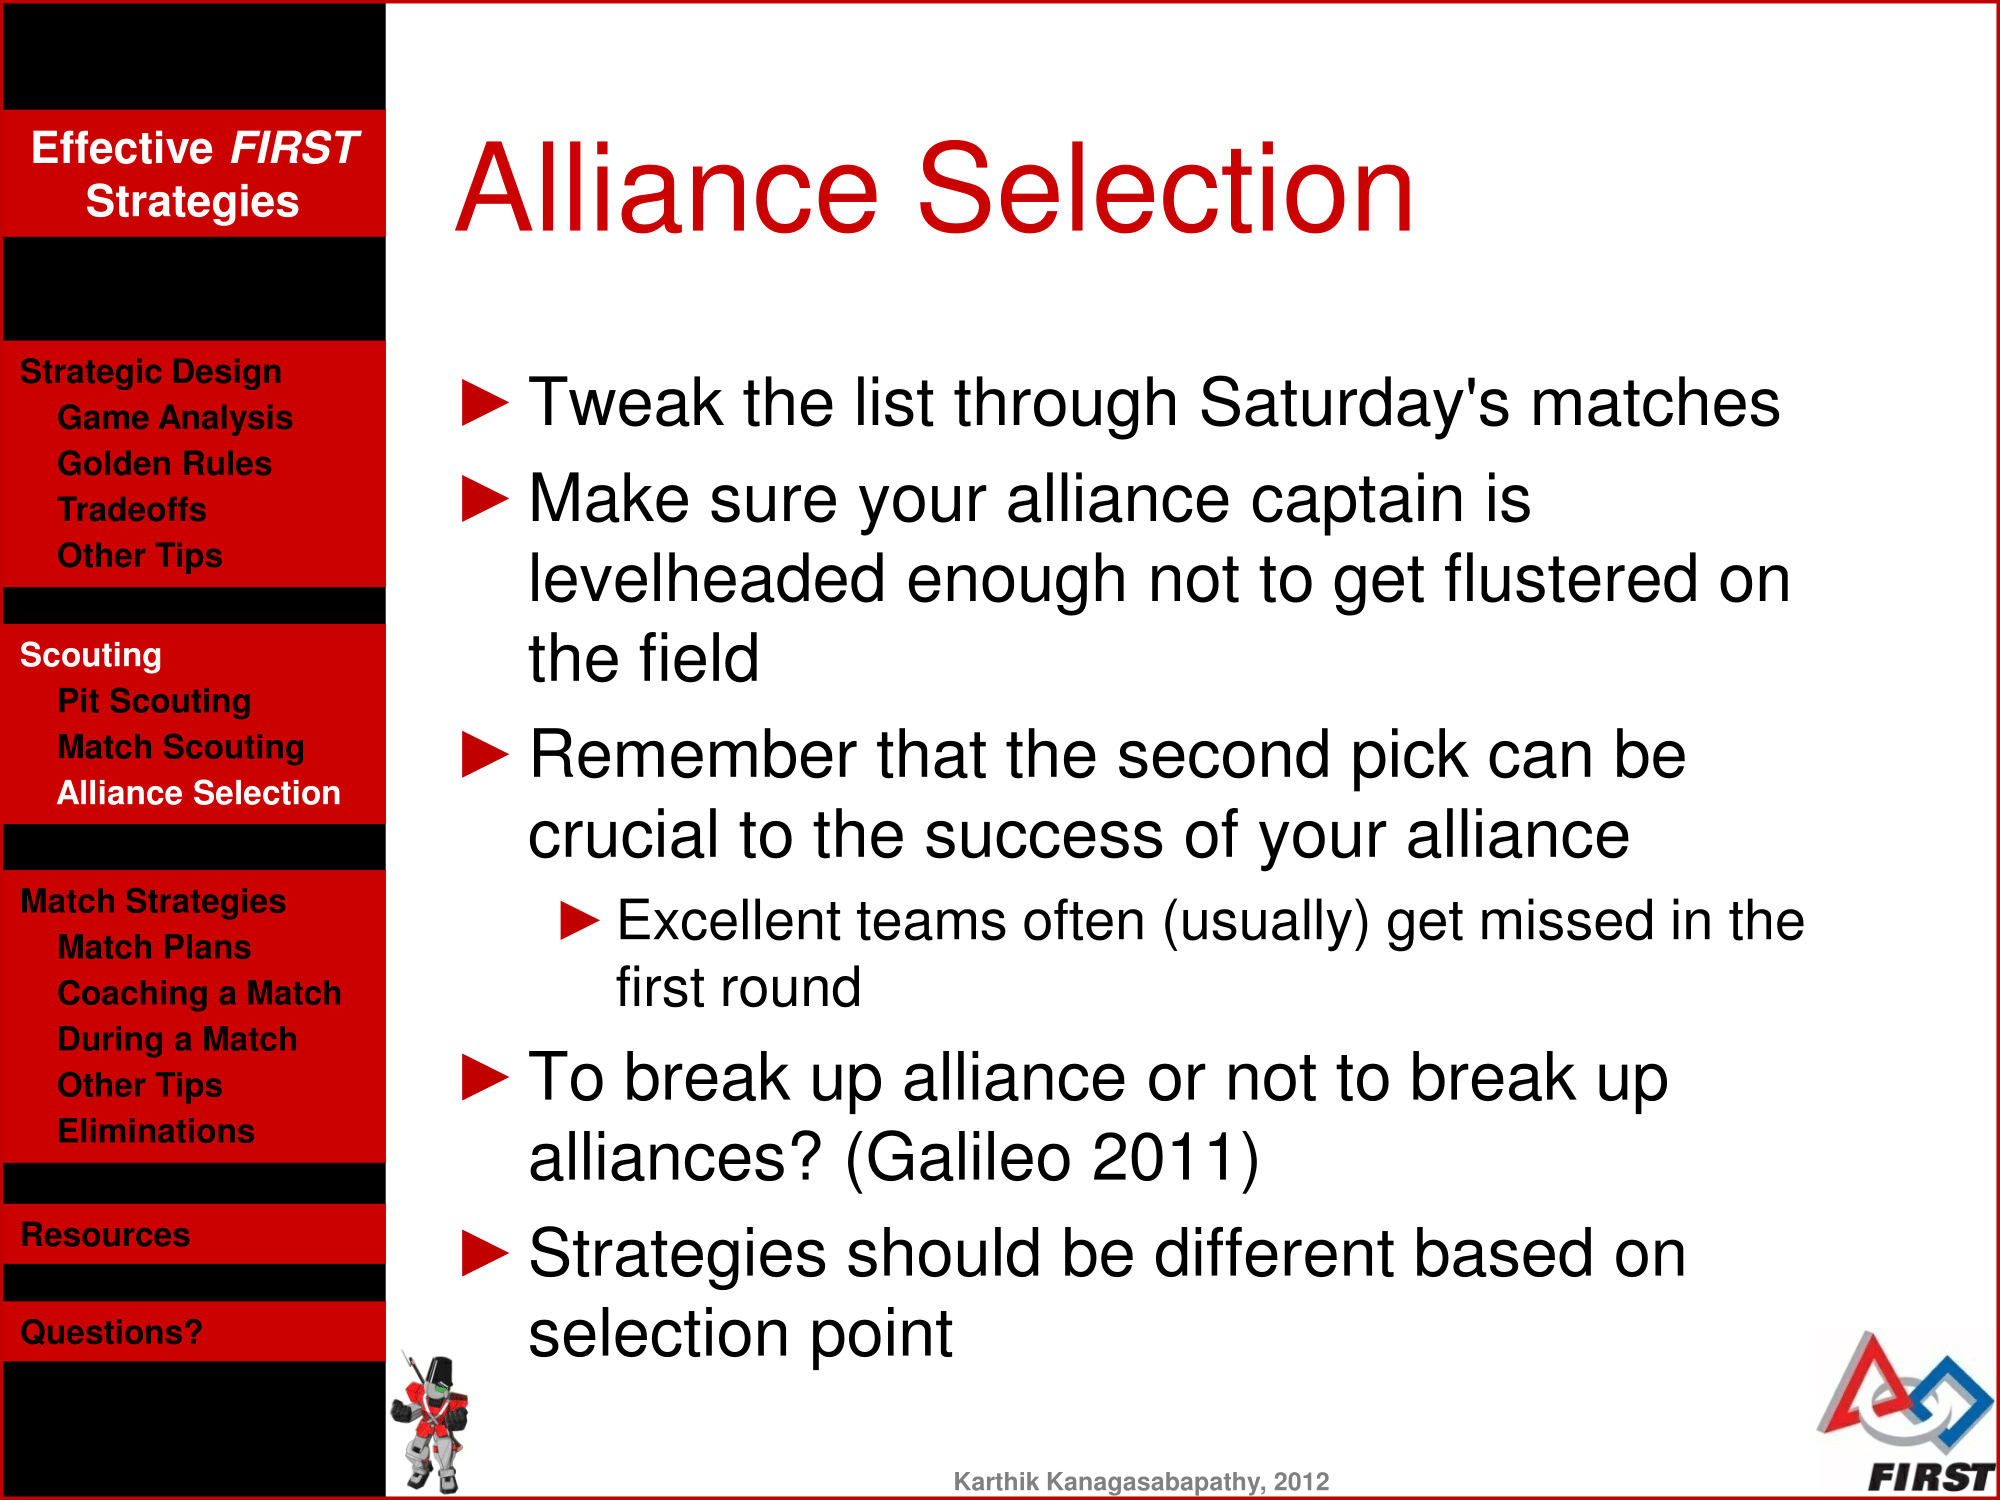 Effective FIRST
Strategies
Strategic Design
Game Analysis
Golden Rules
Tradeoffs
Other Tips
Scouting
Pit Scouting
Match Scouting
Alliance Selection
Match Strategies
Match Plans
Coaching a Match
During a Match
Other Tips
Eliminations
Resources
Questions?
Alliance Selection
Tweak the list through Saturday's matches
Make sure your alliance captain is
levelheaded enough not to get flustered on
the field
Remember that the second pick can be
crucial to the success of your alliance
Excellent teams often (usually) get missed in the
first round
To break up alliance or not to break up
alliances? (Galileo 2011)
Strategies should be different based on
selection point
Karthik Kanagasabapathy, 2012
FIRST